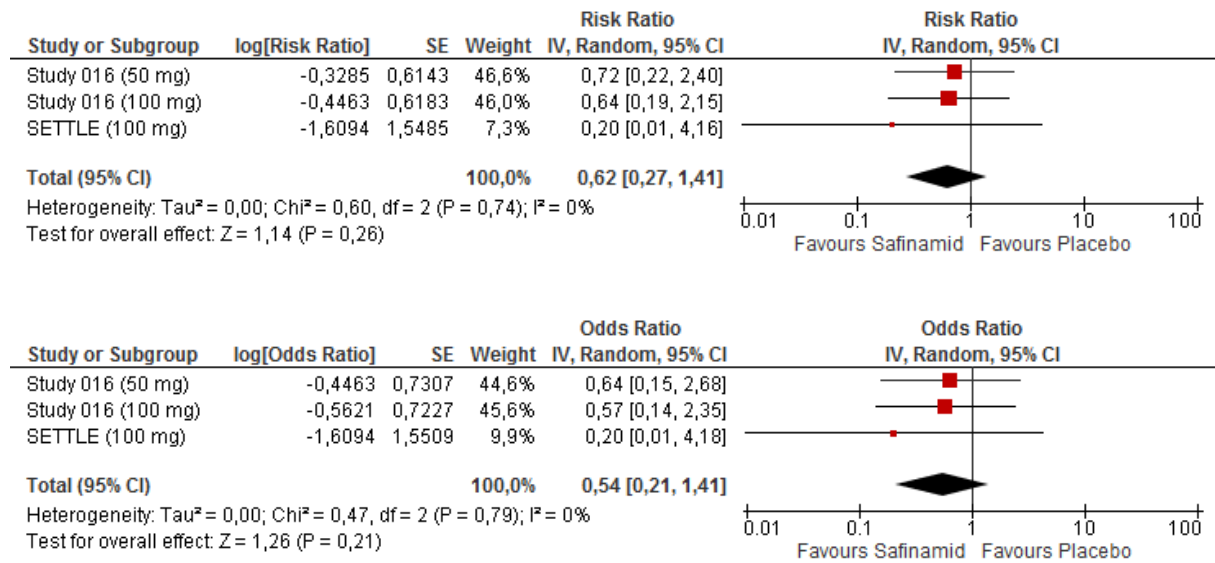 Risk Ratio Risk Ratio
Study or Subgroup log[Risk Ratio] SE Weight IV, Random, 95% CI IV, Random, 95% CI
Study 016 (50 mg) -0,3285 0,6143 46,6% 0,72 [0,22, 2,40]
Study 016 (100 mg) -0,4463 0,6183 46,0% 0,64 [0,19, 2,15]
SETTLE (100 mg) -1,6094 1,5485 7,3% 0,20 [0,01, 4,16]
Total (95% CI) 100,0% 0,62 [0,27, 1,41]
Heterogeneity: Tau² = 0,00; Chi² = 0,60, df = 2 (P = 0,74); I² = 0%
Test for overall effect: Z = 1,14 (P = 0,26)
0.01 0.1 1 10 100
Favours Safinamid Favours Placebo
Odds Ratio Odds Ratio
Study or Subgroup log[Odds Ratio] SE Weight IV, Random, 95% CI IV, Random, 95% CI
Study 016 (50 mg) -0,4463 0,7307 44,6% 0,64 [0,15, 2,68]
Study 016 (100 mg) -0,5621 0,7227 45,6% 0,57 [0,14, 2,35]
SETTLE (100 mg) -1,6094 1,5509 9,9% 0,20 [0,01, 4,18]
Total (95% CI) 100,0% 0,54 [0,21, 1,41]
Heterogeneity: Tau² = 0,00; Chi² = 0,47, df = 2 (P = 0,79); I² = 0%
Test for overall effect: Z = 1,26 (P = 0,21)
0.01 0.1 1 10 100
Favours Safinamid Favours Placebo